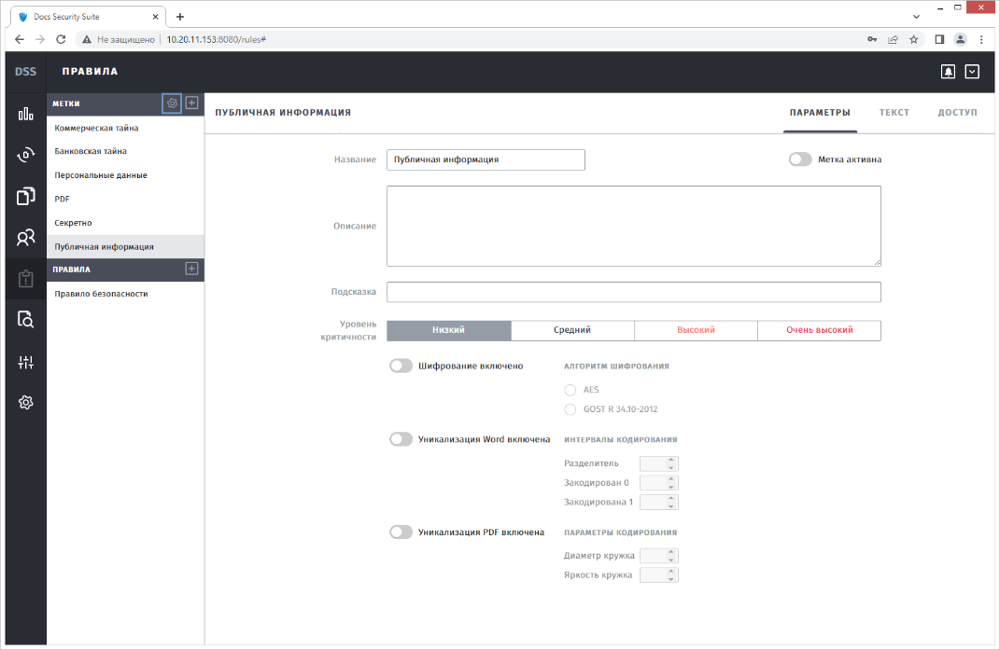 Docs Security Suite
Не защищено
10.20.11.153:8080/rules#
DSS
ПРАВИЛА
МЕТКИ
Коммерческая тайна
Банковская тайна
Персональные данные
PDF
Секретно
Публичная информация
ПРАВИЛА
Правило безопасности
ПУБЛИЧНАЯ ИНФОРМАЦИЯ
ПАРАМЕТРЫ ТЕКСТ ДОСТУП
Название Публичная информация Метка активна
Описание
Подсказка
Уровень
критичности
Низкий Средний Высокий Очень высокий
Шифрование включено АЛГОРИТМ ШИФРОВАНИЯ
AES
GOST R 34.10-2012
Уникализация Word включена ИНТЕРВАЛЫ КОДИРОВАНИЯ
Разделитель
Закодирован 0
Закодирована 1
Уникализация PDF включена ПАРАМЕТРЫ КОДИРОВАНИЯ
Диаметр кружка
Яркость кружка